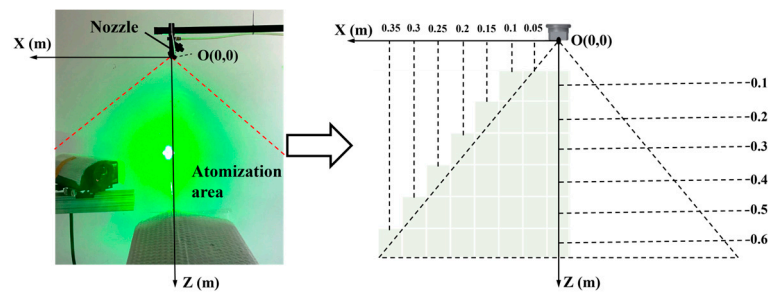 Nozzle
X (m)
O(0,0)
Atomization
area
Z (m)
X (m)
0.35
0.3
0.25
0.2
0.15
0.1
0.05
O(0,0)
0.1
0.2
0.3
0.4
0.5
0.6
Z (m)